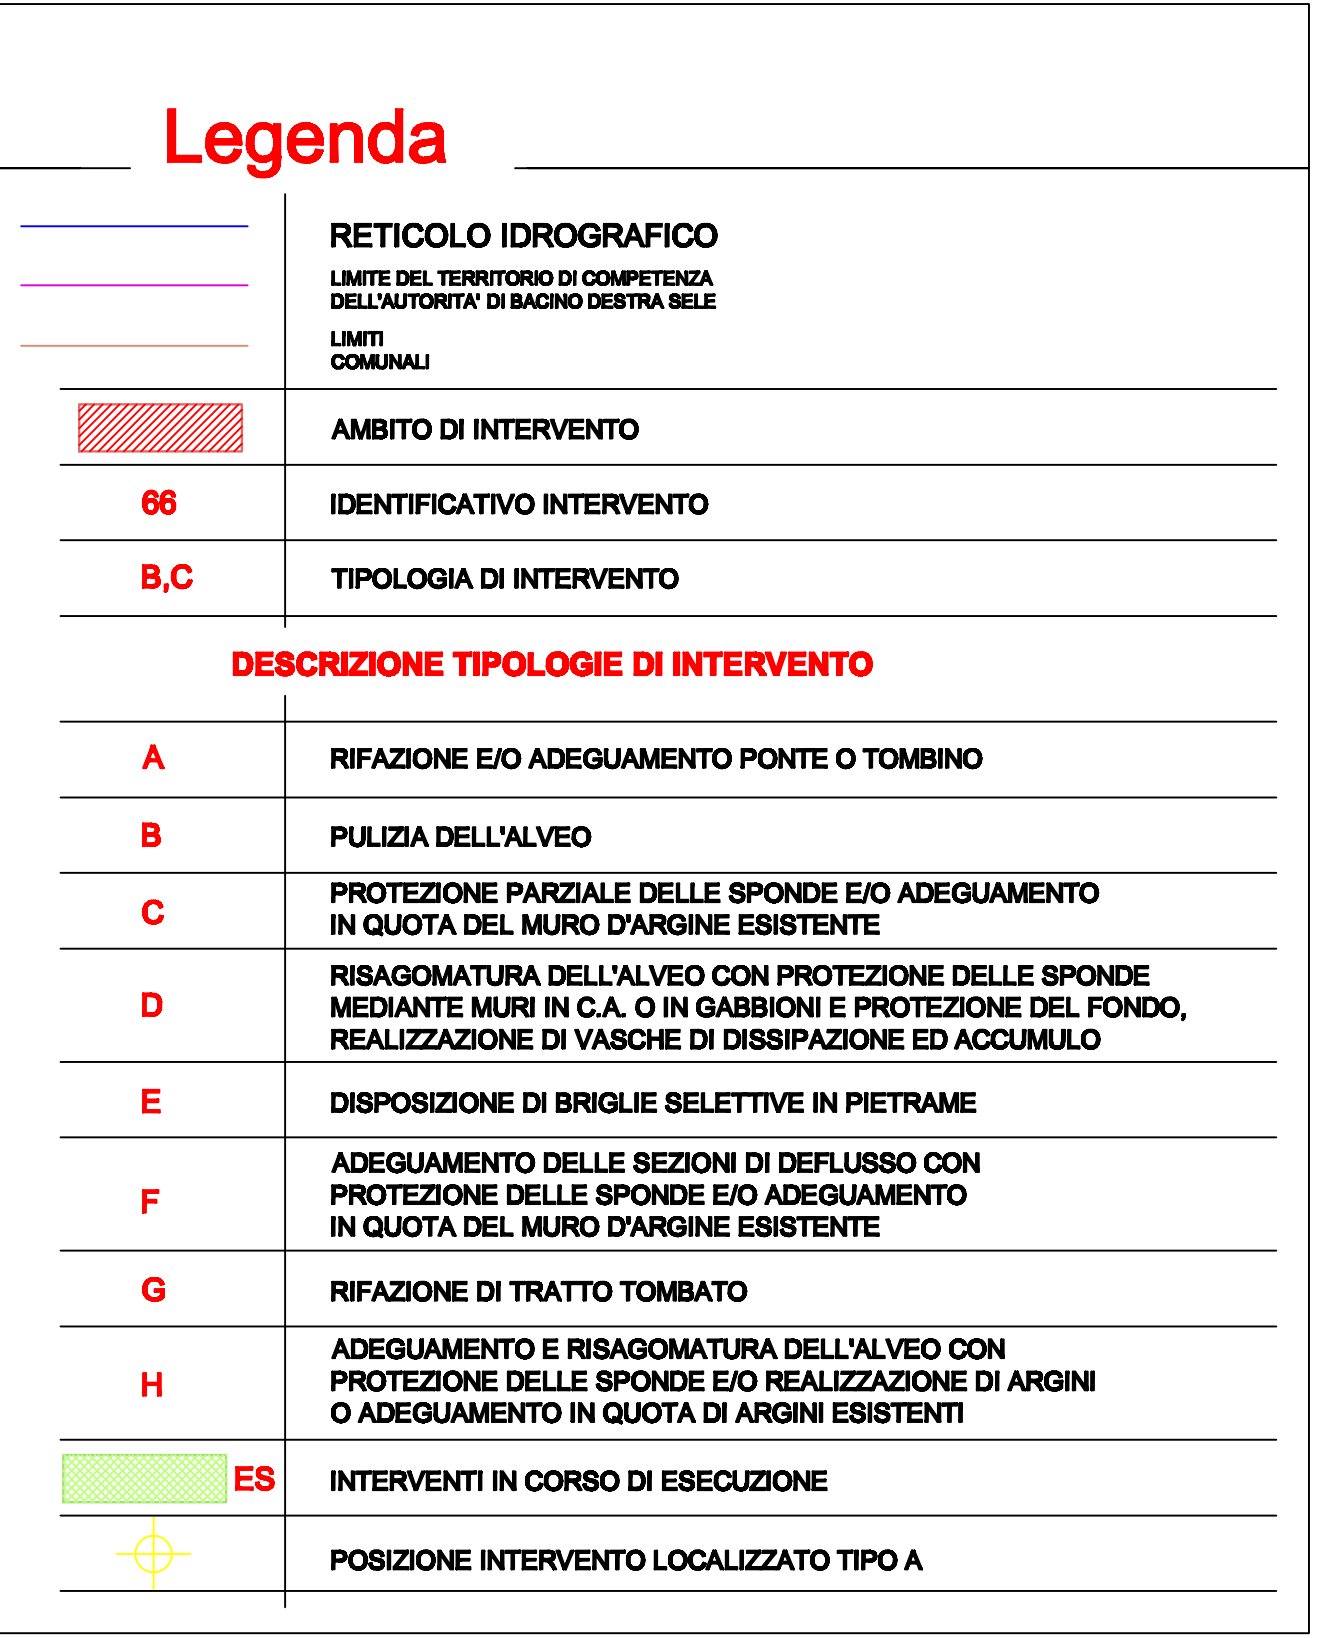 Legenda
RETICOLO IDROGRAFICO
LIMITE DEL TERRITORIO DI COMPETENZA
DELL'AUTORITA' DI BACINO DESTRA SELE
LIMITI
COMUNALI
AMBITO DI INTERVENTO
66 IDENTIFICATIVO INTERVENTO
B,C TIPOLOGIA DI INTERVENTO
DESCRIZIONE TIPOLOGIE DI INTERVENTO
A RIFAZIONE E/O ADEGUAMENTO PONTE O TOMBINO
B PULIZIA DELL'ALVEO
C PROTEZIONE PARZIALE DELLE SPONDE E/O ADEGUAMENTO
IN QUOTA DEL MURO D'ARGINE ESISTENTE
D RISAGOMATURA DELL'ALVEO CON PROTEZIONE DELLE SPONDE
MEDIANTE MURI IN C.A. O IN GABBIONI E PROTEZIONE DEL FONDO,
REALIZZAZIONE DI VASCHE DI DISSIPAZIONE ED ACCUMULO
E DISPOSIZIONE DI BRIGLIE SELETTIVE IN PIETRAME
F ADEGUAMENTO DELLE SEZIONI DI DEFLUSSO CON
PROTEZIONE DELLE SPONDE E/O ADEGUAMENTO
IN QUOTA DEL MURO D'ARGINE ESISTENTE
G RIFAZIONE DI TRATTO TOMBATO
H ADEGUAMENTO E RISAGOMATURA DELL'ALVEO CON
PROTEZIONE DELLE SPONDE E/O REALIZZAZIONE DI ARGINI
O ADEGUAMENTO IN QUOTA DI ARGINI ESISTENTI
ES INTERVENTI IN CORSO DI ESECUZIONE
POSIZIONE INTERVENTO LOCALIZZATO TIPO A